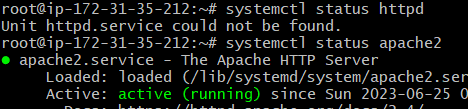 root@ip-172-31-35-212:~# systemctl status httpd
Unit httpd.service could not be found.
root@ip-172-31-35-212:~# systemctl status apache2
● apache2.service - The Apache HTTP Server
Loaded: loaded (/lib/systemd/system/apache2.ser
Active: active (running) since Sun 2023-06-25 0